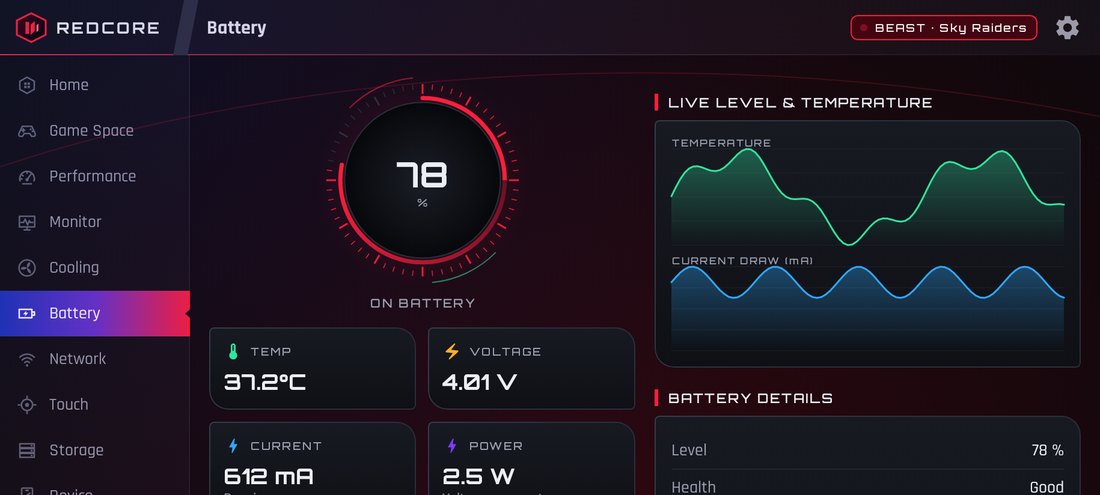 REDCORE
Battery
BEAST · Sky Raiders
Home
Game Space
Performance
Monitor
Cooling
Battery
Network
Touch
Storage
Device
78
%
ON BATTERY
TEMP
37.2°C
VOLTAGE
4.01 V
CURRENT
612 mA
POWER
2.5 W
LIVE LEVEL & TEMPERATURE
TEMPERATURE
CURRENT DRAW (mA)
BATTERY DETAILS
Level
78 %
Health
Good